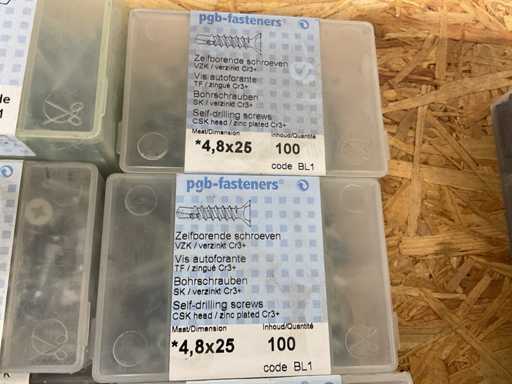 pgb-fasteners®
Zelfborende schroeven
VZK / verzinkt Cr3+
Vis autoforante
TF / zingué Cr3+
Bohrschrauben
SK / verzinkt Cr3+
Self-drilling screws
CSK head / zinc plated Cr3+
Maat/Dimension Inhoud/Quantité
*4,8x25 100
code BL1
pgb-fasteners®
Zelfborende schroeven
VZK / verzinkt Cr3+
Vis autoforante
TF / zingué Cr3+
Bohrschrauben
SK / verzinkt Cr3+
Self-drilling screws
CSK head / zinc plated Cr3+
Maat/Dimension Inhoud/Quantité
*4,8x25 100
code BL1